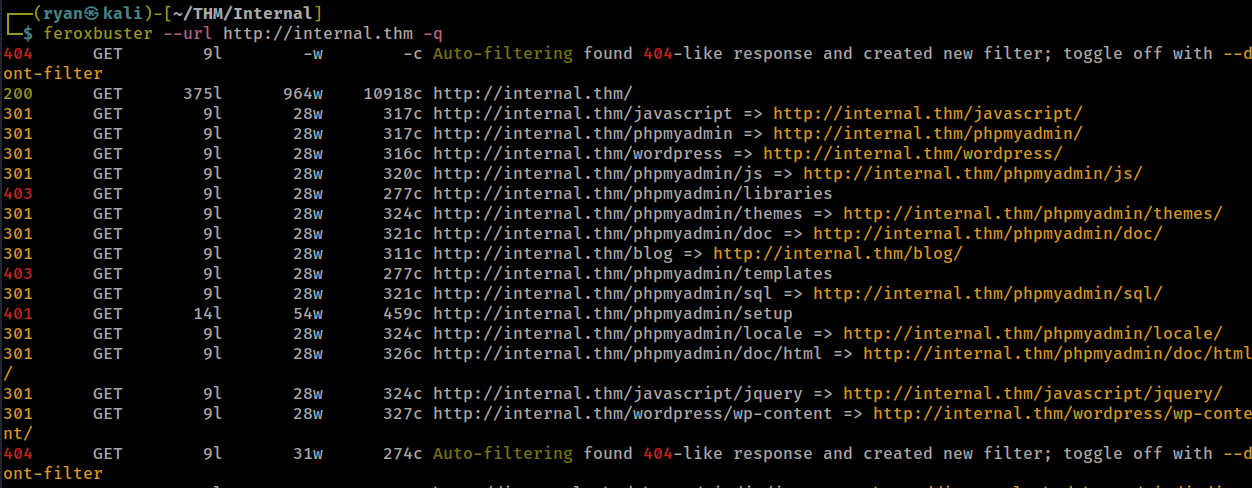 ┌──(ryan㉿kali)-[~/THM/Internal]
└─$ feroxbuster --url http://internal.thm -q
404      GET        9l        -w        -c Auto-filtering found 404-like response and created new filter; toggle off with --d
ont-filter
200      GET      375l      964w    10918c http://internal.thm/
301      GET        9l       28w      317c http://internal.thm/javascript => http://internal.thm/javascript/
301      GET        9l       28w      317c http://internal.thm/phpmyadmin => http://internal.thm/phpmyadmin/
301      GET        9l       28w      316c http://internal.thm/wordpress => http://internal.thm/wordpress/
301      GET        9l       28w      320c http://internal.thm/phpmyadmin/js => http://internal.thm/phpmyadmin/js/
403      GET        9l       28w      277c http://internal.thm/phpmyadmin/libraries
301      GET        9l       28w      324c http://internal.thm/phpmyadmin/themes => http://internal.thm/phpmyadmin/themes/
301      GET        9l       28w      321c http://internal.thm/phpmyadmin/doc => http://internal.thm/phpmyadmin/doc/
301      GET        9l       28w      311c http://internal.thm/blog => http://internal.thm/blog/
403      GET        9l       28w      277c http://internal.thm/phpmyadmin/templates
301      GET        9l       28w      321c http://internal.thm/phpmyadmin/sql => http://internal.thm/phpmyadmin/sql/
401      GET       14l       54w      459c http://internal.thm/phpmyadmin/setup
301      GET        9l       28w      324c http://internal.thm/phpmyadmin/locale => http://internal.thm/phpmyadmin/locale/
301      GET        9l       28w      326c http://internal.thm/phpmyadmin/doc/html => http://internal.thm/phpmyadmin/doc/html
/
301      GET        9l       28w      324c http://internal.thm/javascript/jquery => http://internal.thm/javascript/jquery/
301      GET        9l       28w      327c http://internal.thm/wordpress/wp-content => http://internal.thm/wordpress/wp-conte
nt/
404      GET        9l       31w      274c Auto-filtering found 404-like response and created new filter; toggle off with --d
ont-filter